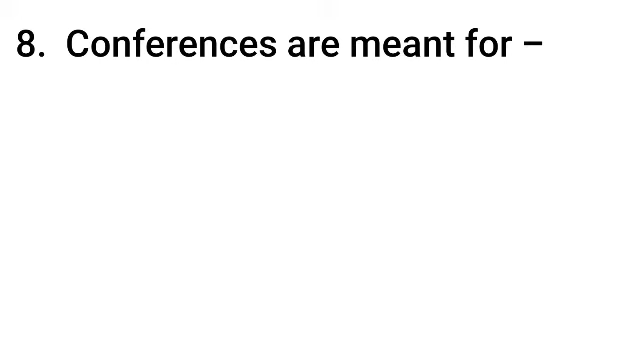 8. Conferences are meant for –